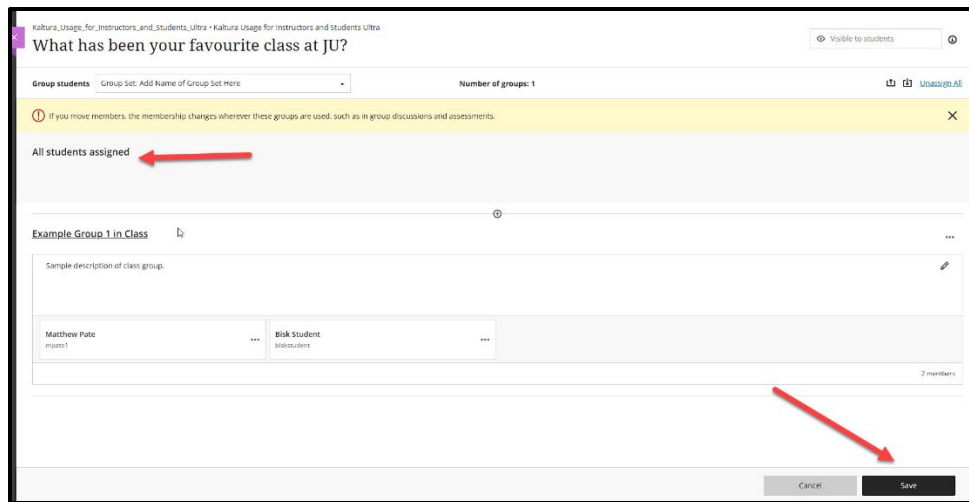 Kaltura_Usage_for_Instructors_and_Students_Ultra • Kaltura Usage for Instructors and Students Ultra
What has been your favourite class at JU?
Visible to students
Group students
Group Set: Add Name of Group Set Here
Number of groups: 1
Unassign All
If you move members, the membership changes wherever these groups are used, such as in group discussions and assessments.
All students assigned
Example Group 1 in Class
Sample description of class group.
Matthew Pate
mpate1
Bisk Student
biskstudent
2 members
Cancel
Save